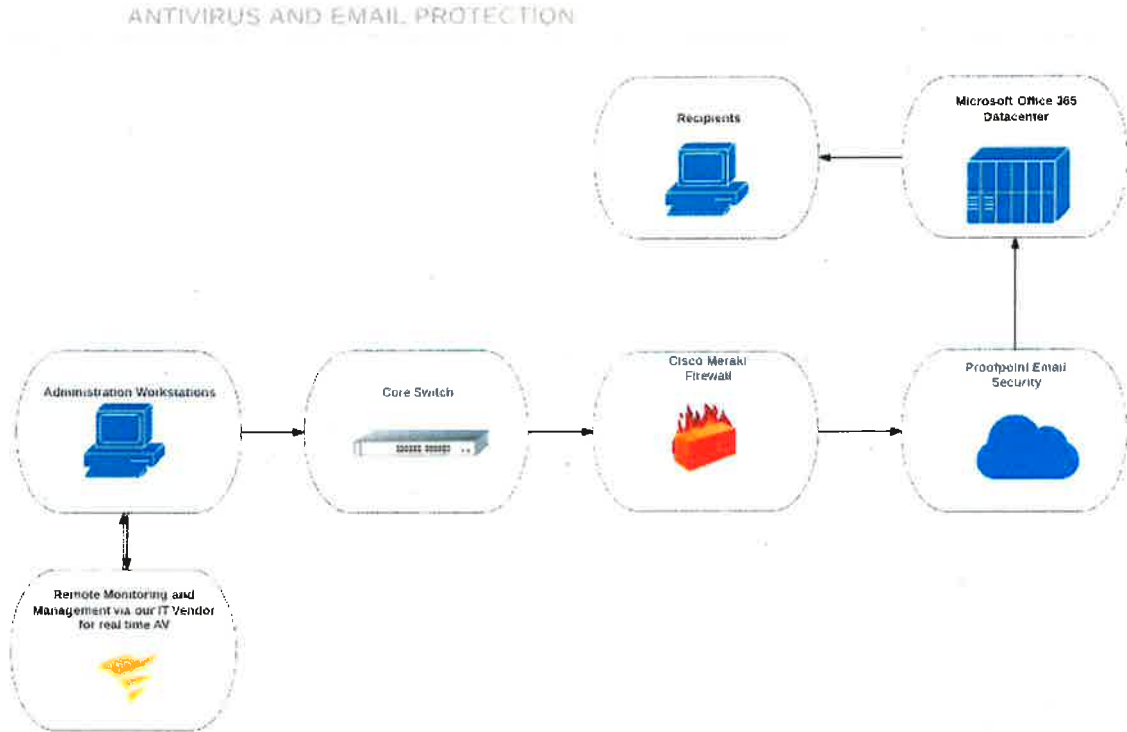 ANTIVIRUS AND EMAIL PROTECTION
Recipients
Microsoft Office 365
Datacenter
Administration Workstations
Core Switch
Cisco Meraki
Firewall
Proofpoint Email
Security
Remote Monitoring and
Management via our IT Vendor
for real time AV